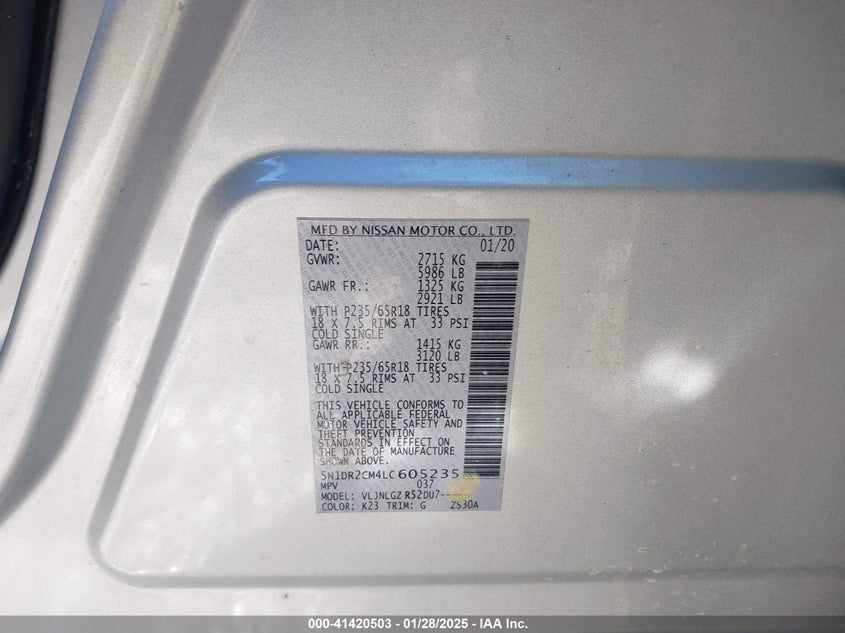 MFD BY NISSAN MOTOR CO., LTD.
DATE: 01/20
GVWR: 2715 KG
5986 LB
GAWR FR.: 1325 KG
2921 LB
WITH P235/65R18 TIRES
18 X 7.5 RIMS AT 33 PSI
COLD SINGLE
GAWR RR.: 1415 KG
3120 LB
WITH P235/65R18 TIRES
18 X 7.5 RIMS AT 33 PSI
COLD SINGLE
THIS VEHICLE CONFORMS TO
ALL APPLICABLE FEDERAL
MOTOR VEHICLE SAFETY AND
THEFT PREVENTION
STANDARDS IN EFFECT ON
THE DATE OF MANUFACTURE
SHOWN ABOVE.
5N1DR2CM4LC605235
MPV 037
MODEL:
COLOR: K23 TRIM: G ZS30A
000-41420503 — 01/28/2025 - IAA Inc.